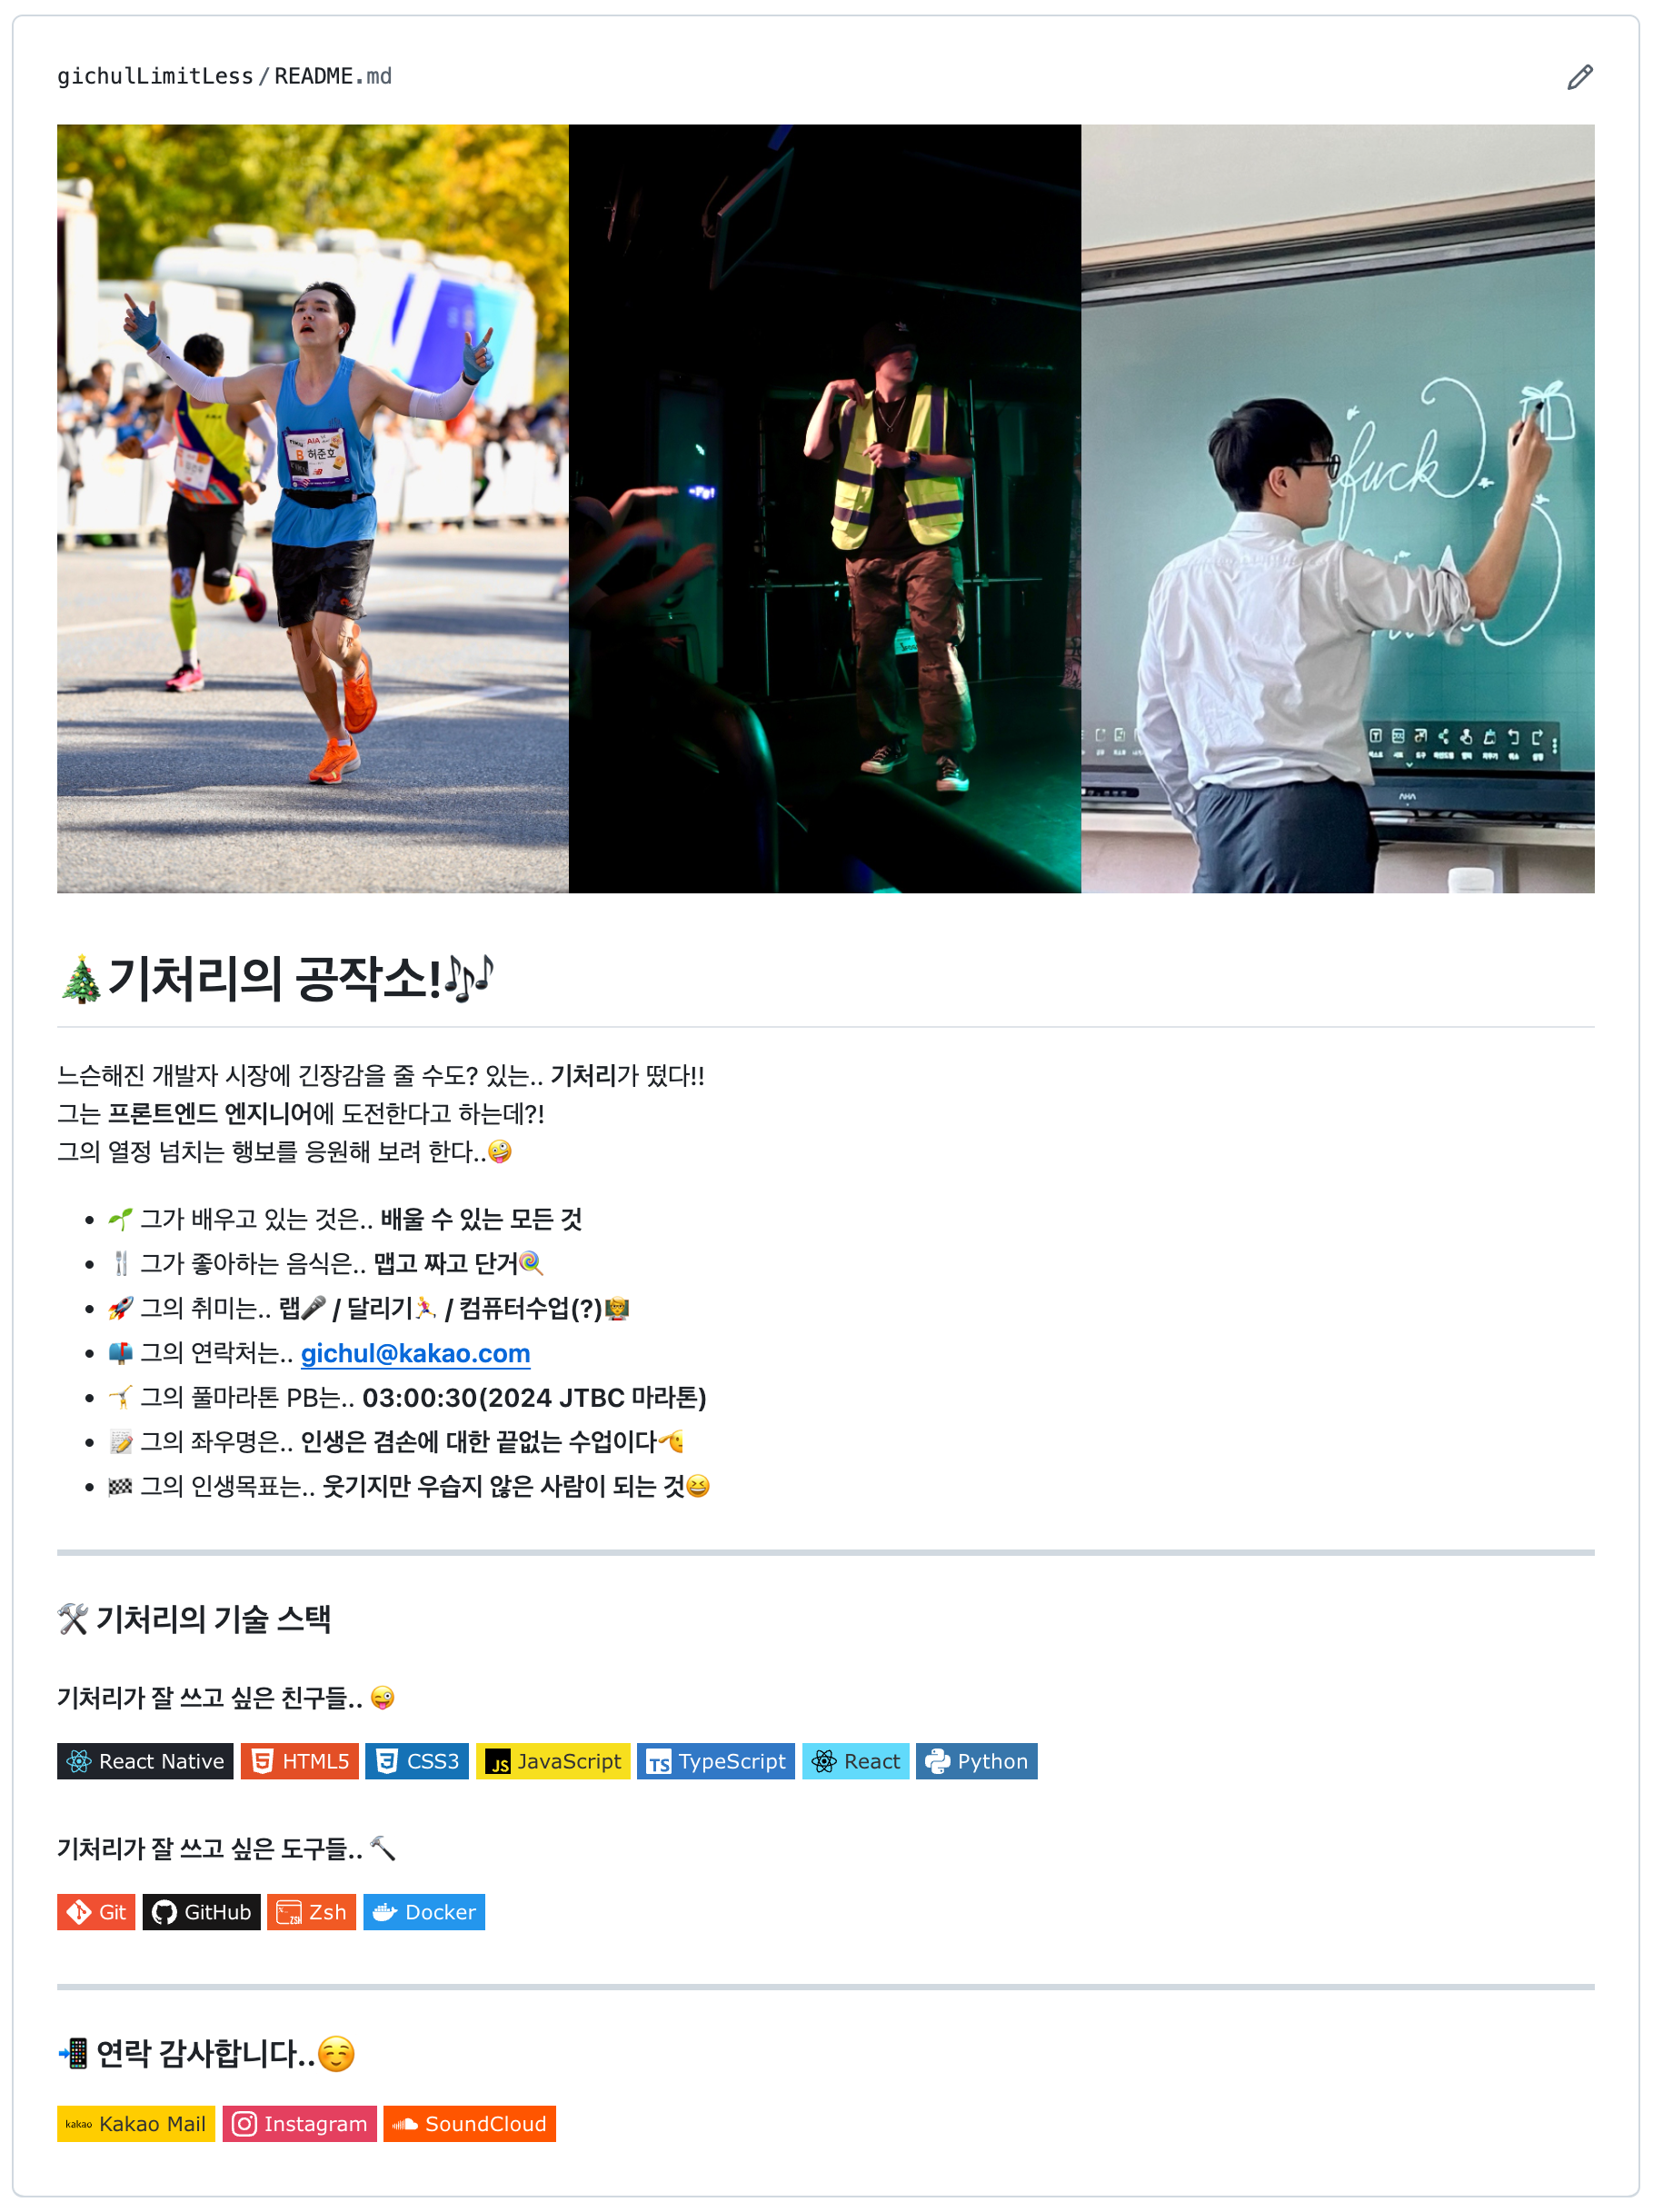 gichulLimitLess / README.md
AIA
B 허준호
fuck
AHA
🎄기처리의 공작소!🎶
느슨해진 개발자 시장에 긴장감을 줄 수도? 있는.. 기처리가 떴다!!
그는 프론트엔드 엔지니어에 도전한다고 하는데?!
그의 열정 넘치는 행보를 응원해 보려 한다..🤪
• 🌱 그가 배우고 있는 것은.. 배울 수 있는 모든 것
• 🍴 그가 좋아하는 음식은.. 맵고 짜고 단거🍭
• 🚀 그의 취미는.. 랩🎤 / 달리기🏃 / 컴퓨터수업(?)👨‍🏫
• 📫 그의 연락처는.. gichul@kakao.com
• 🤸 그의 풀마라톤 PB는.. 03:00:30(2024 JTBC 마라톤)
• 📝 그의 좌우명은.. 인생은 겸손에 대한 끝없는 수업이다🫡
• 🏁 그의 인생목표는.. 웃기지만 우습지 않은 사람이 되는 것😆
🛠 기처리의 기술 스택
기처리가 잘 쓰고 싶은 친구들.. 😜
React Native HTML5 CSS3 JS JavaScript TS TypeScript React Python
기처리가 잘 쓰고 싶은 도구들.. 🔨
Git GitHub ZSH Zsh Docker
📲 연락 감사합니다..☺️
kakao Kakao Mail Instagram SoundCloud